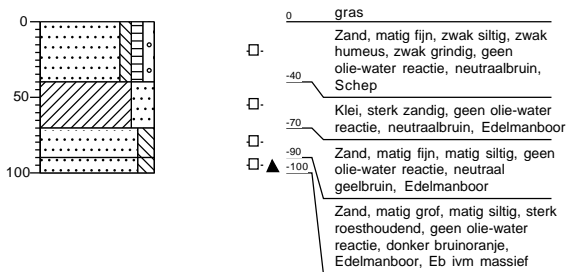 0
50
100
0 gras
Zand, matig fijn, zwak siltig, zwak
humeus, zwak grindig, geen
olie-water reactie, neutraalbruin,
Schep
-40
Klei, sterk zandig, geen olie-water
reactie, neutraalbruin, Edelmanboor
-70
Zand, matig fijn, matig siltig, geen
olie-water reactie, neutraal
geelbruin, Edelmanboor
-90
-100
Zand, matig grof, matig siltig, sterk
roesthoudend, geen olie-water
reactie, donker bruinoranje,
Edelmanboor, Eb ivm massief